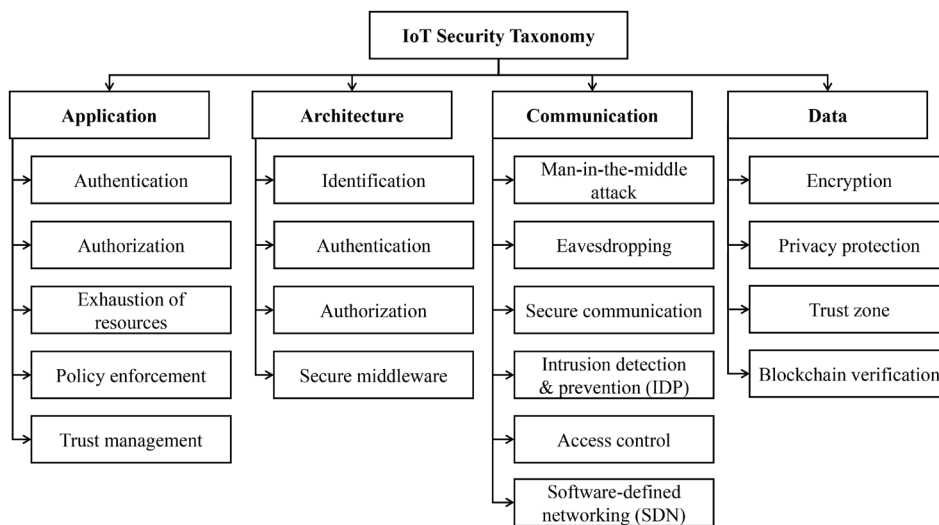 IoT Security Taxonomy
Application
Authentication
Authorization
Exhaustion of
resources
Policy enforcement
Trust management
Architecture
Identification
Authentication
Authorization
Secure middleware
Communication
Man-in-the-middle
attack
Eavesdropping
Secure communication
Intrusion detection
& prevention (IDP)
Access control
Software-defined
networking (SDN)
Data
Encryption
Privacy protection
Trust zone
Blockchain verification